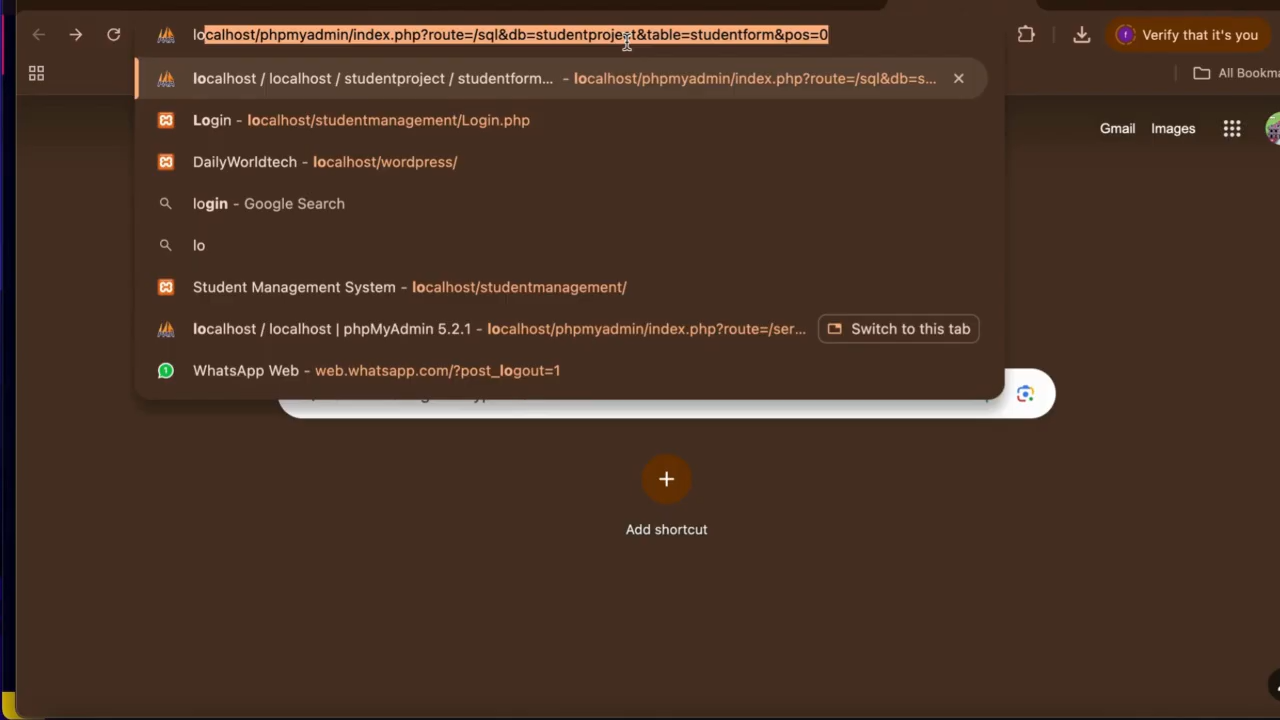 localhost/phpmyadmin/index.php?route=/sql&db=studentproject&table=studentform&pos=0
f Verify that it's you
localhost / localhost / studentproject / studentform... - localhost/phpmyadmin/index.php?route=/sql&db=s...
All Bookma
Login - localhost/studentmanagement/Login.php
Gmail Images
DailyWorldtech - localhost/wordpress/
login - Google Search
lo
Student Management System - localhost/studentmanagement/
localhost / localhost | phpMyAdmin 5.2.1 - localhost/phpmyadmin/index.php?route=/ser... Switch to this tab
WhatsApp Web - web.whatsapp.com/?post_logout=1
Add shortcut